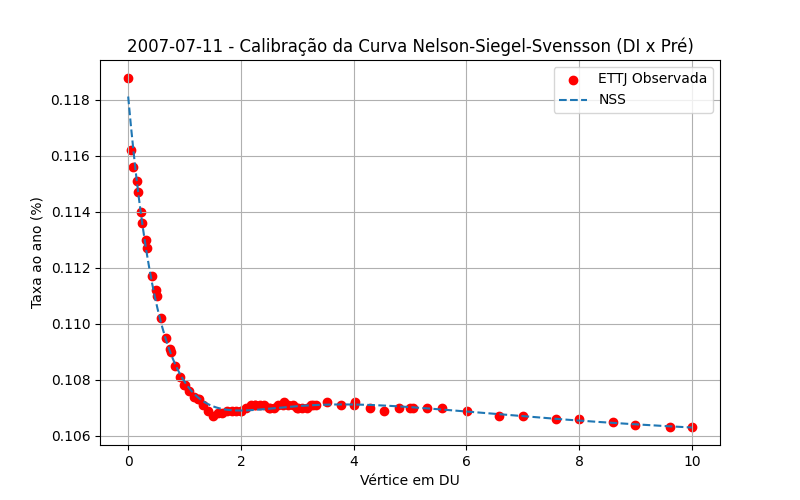 2007-07-11 - Calibração da Curva Nelson-Siegel-Svensson (DI x Pré)
ETTJ Observada
NSS
Taxa ao ano (%)
0.118
0.116
0.114
0.112
0.110
0.108
0.106
0 2 4 6 8 10
Vértice em DU